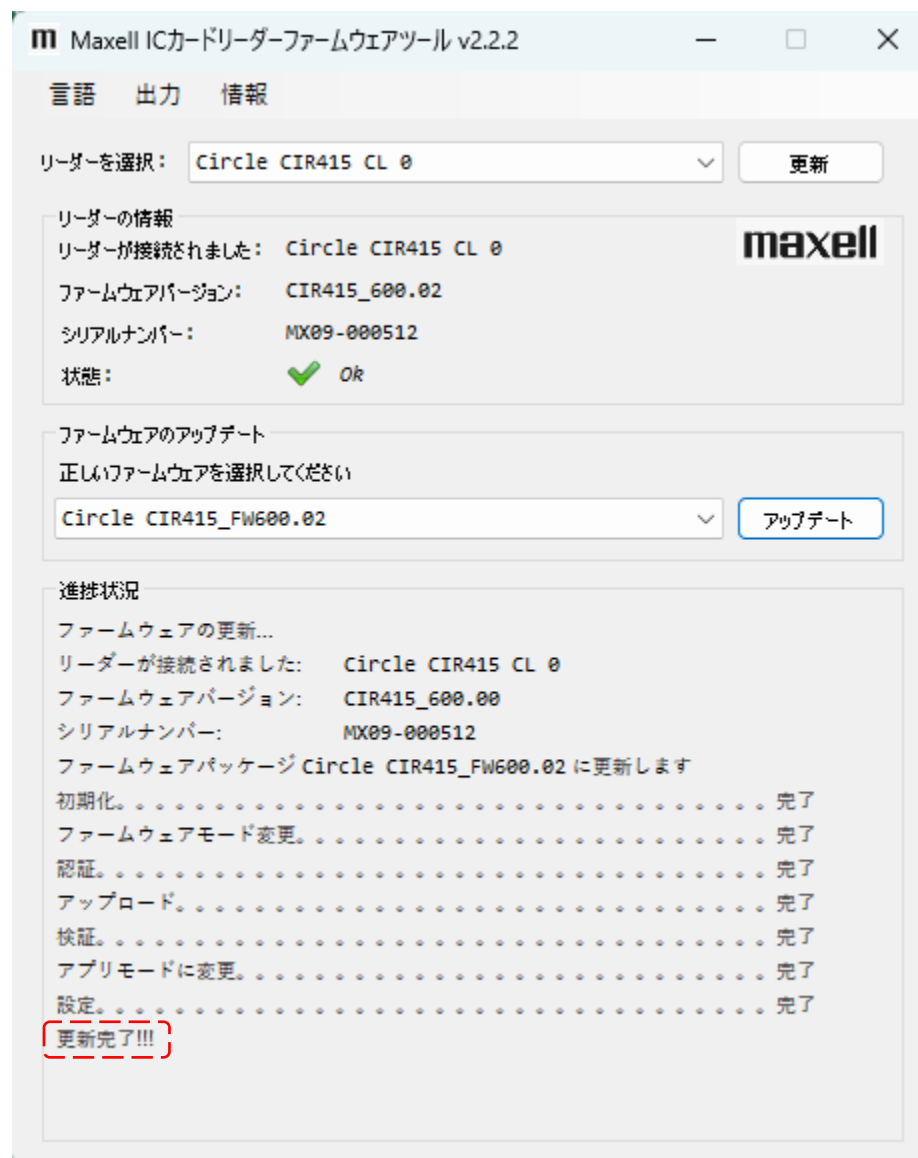 Maxell ICカードリーダーファームウェアツール v2.2.2
言語 出力 情報
リーダーを選択： Circle CIR415 CL 0 更新
リーダーの情報
maxell
リーダーが接続されました： Circle CIR415 CL 0
ファームウェアバージョン： CIR415_600.02
シリアルナンバー： MX09-000512
状態： Ok
ファームウェアのアップデート
正しいファームウェアを選択してください
Circle CIR415_FW600.02 アップデート
進捗状況
ファームウェアの更新...
リーダーが接続されました: Circle CIR415 CL 0
ファームウェアバージョン: CIR415_600.00
シリアルナンバー: MX09-000512
ファームウェアパッケージ Circle CIR415_FW600.02 に更新します
初期化。。。。。。。。。。。。。。。。。。。。。。。。。。。。。。。。。完了
ファームウェアモード変更。。。。。。。。。。。。。。。。。。。。。。。。完了
認証。。。。。。。。。。。。。。。。。。。。。。。。。。。。。。。。。。完了
アップロード。。。。。。。。。。。。。。。。。。。。。。。。。。。。。。完了
検証。。。。。。。。。。。。。。。。。。。。。。。。。。。。。。。。。。完了
アプリモードに変更。。。。。。。。。。。。。。。。。。。。。。。。。。。完了
設定。。。。。。。。。。。。。。。。。。。。。。。。。。。。。。。。。。完了
更新完了!!!